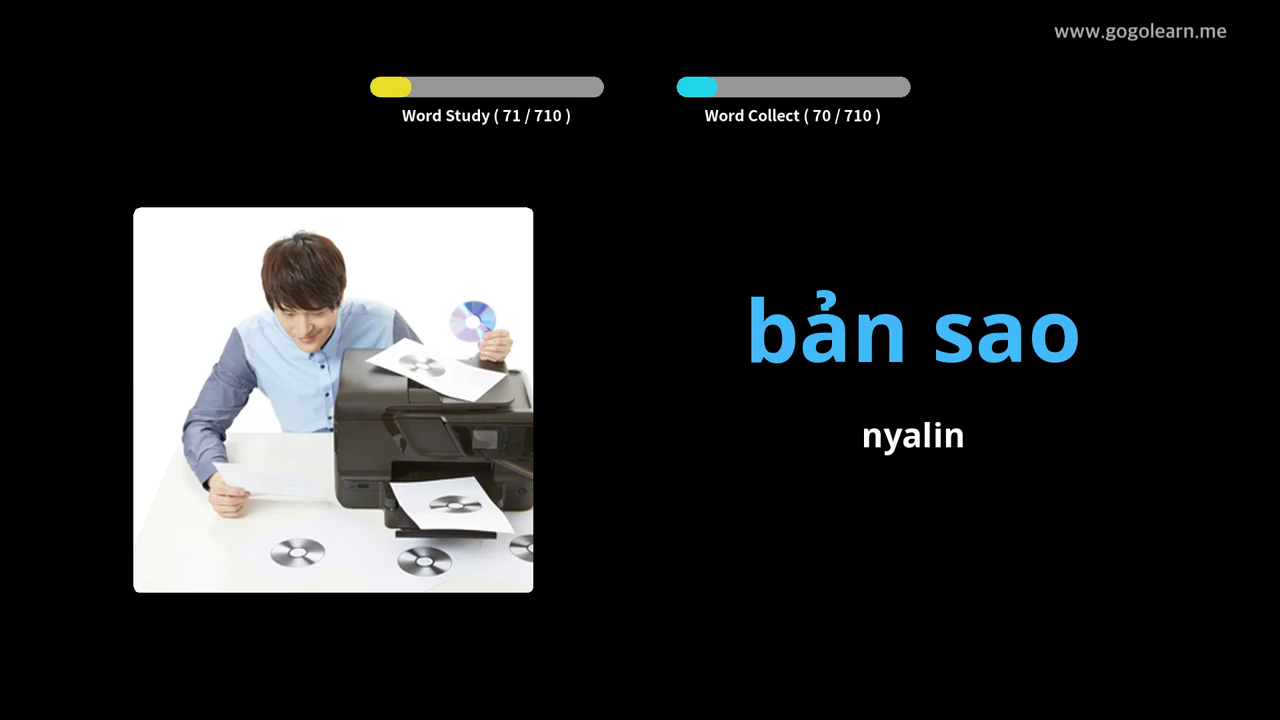 www.gogolearn.me
Word Study ( 71 / 710 )
Word Collect ( 70 / 710 )
bản sao
nyalin